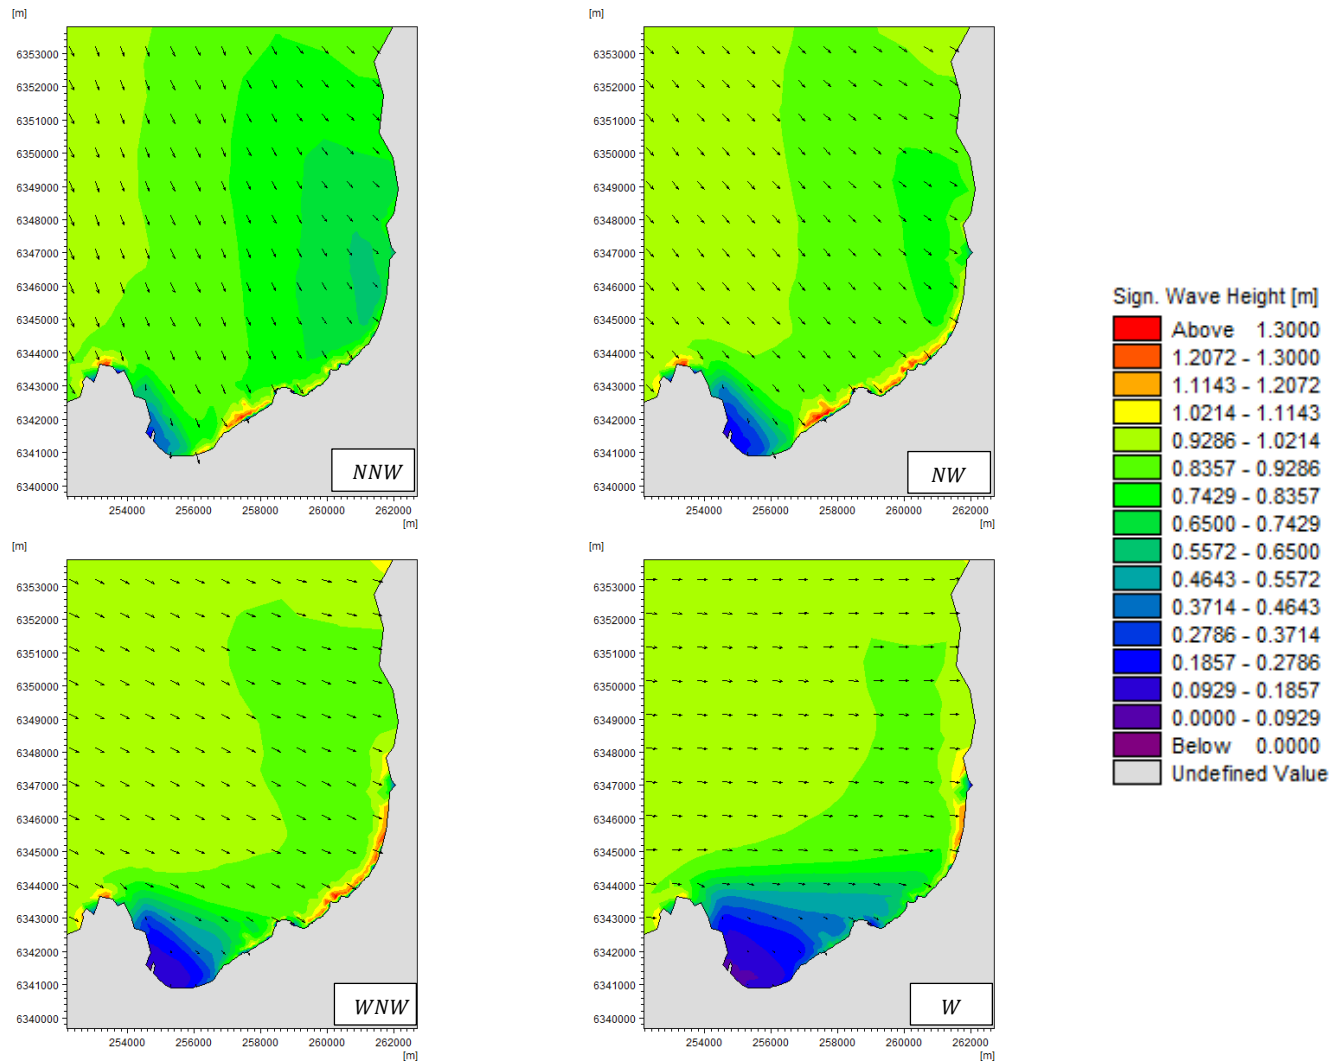 [m]
6353000
6352000
6351000
6350000
6349000
6348000
6347000
6346000
6345000
6344000
6343000
6342000
6341000
6340000
254000 256000 258000 260000 262000
[m]
NNW
[m]
6353000
6352000
6351000
6350000
6349000
6348000
6347000
6346000
6345000
6344000
6343000
6342000
6341000
6340000
254000 256000 258000 260000 262000
[m]
NW
[m]
6353000
6352000
6351000
6350000
6349000
6348000
6347000
6346000
6345000
6344000
6343000
6342000
6341000
6340000
254000 256000 258000 260000 262000
[m]
WNW
[m]
6353000
6352000
6351000
6350000
6349000
6348000
6347000
6346000
6345000
6344000
6343000
6342000
6341000
6340000
254000 256000 258000 260000 262000
[m]
W
Sign. Wave Height [m]
Above 1.3000
1.2072 - 1.3000
1.1143 - 1.2072
1.0214 - 1.1143
0.9286 - 1.0214
0.8357 - 0.9286
0.7429 - 0.8357
0.6500 - 0.7429
0.5572 - 0.6500
0.4643 - 0.5572
0.3714 - 0.4643
0.2786 - 0.3714
0.1857 - 0.2786
0.0929 - 0.1857
0.0000 - 0.0929
Below 0.0000
Undefined Value